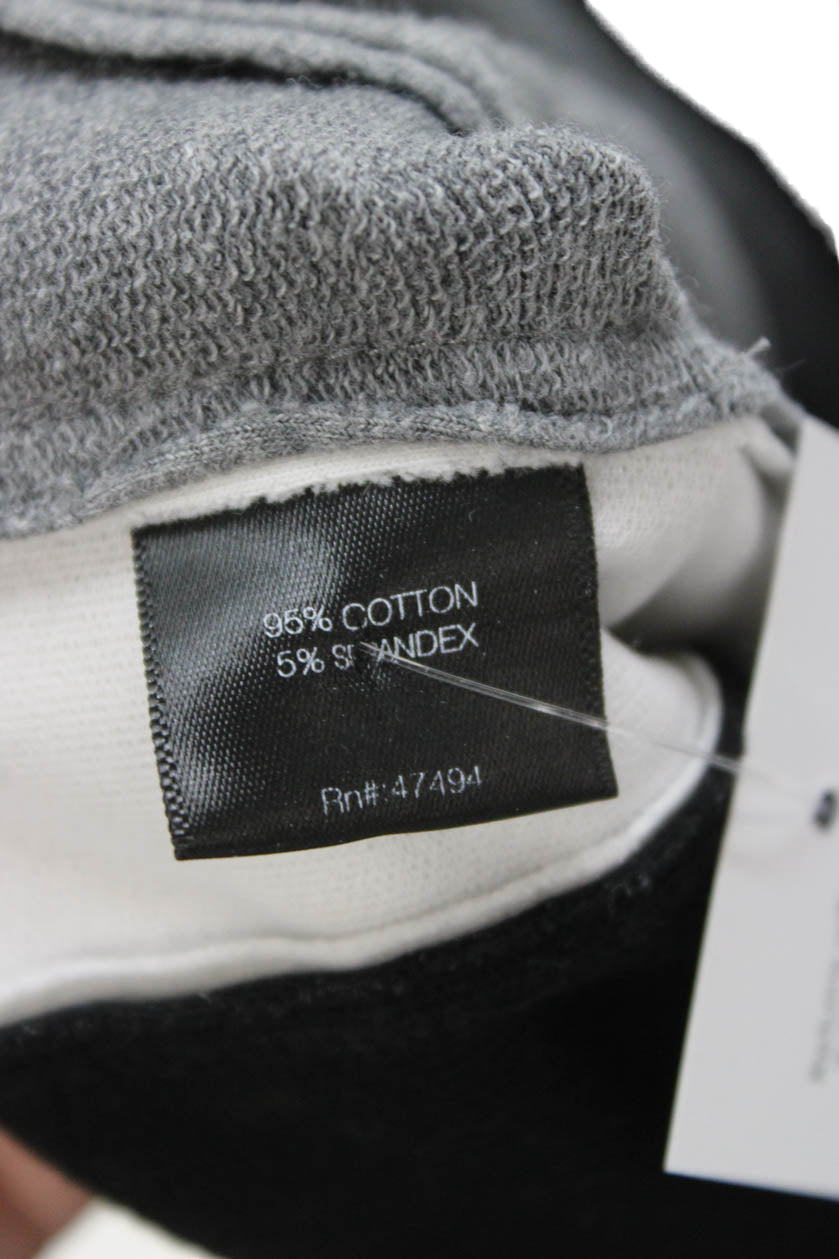 95% COTTON
5% SPANDEX
Rn#:47494